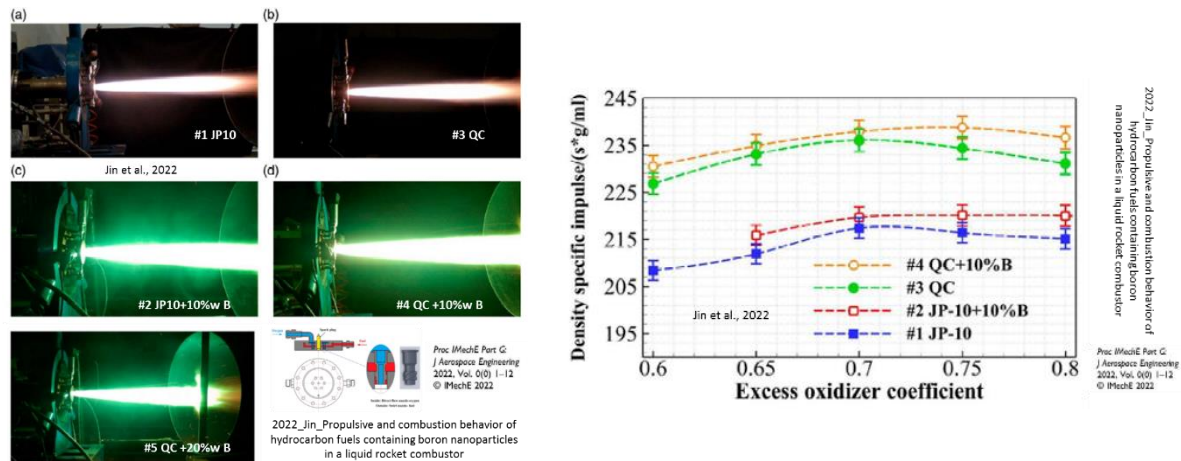 (a)
(b)
#1 JP10
#3 QC
Jin et al., 2022
(c)
(d)
#2 JP10+10%w B
#4 QC +10%w B
#5 QC +20%w B
Proc IMechE Part G:
J Aerospace Engineering
2022, Vol. 0(0) 1–12
© IMechE 2022
2022_Jin_Propulsive and combustion behavior of
hydrocarbon fuels containing boron nanoparticles
in a liquid rocket combustor
Density specific impulse/(s*g/ml)
245
235
225
215
205
195
#4 QC+10%B
#3 QC
#2 JP-10+10%B
#1 JP-10
Jin et al., 2022
0.6
0.65
0.7
0.75
0.8
Excess oxidizer coefficient
2022_Jin_Propulsive and combustion behavior of
hydrocarbon fuels containing boron
nanoparticles in a liquid rocket combustor
Proc IMechE Part G:
J Aerospace Engineering
2022, Vol. 0(0) 1–12
© IMechE 2022